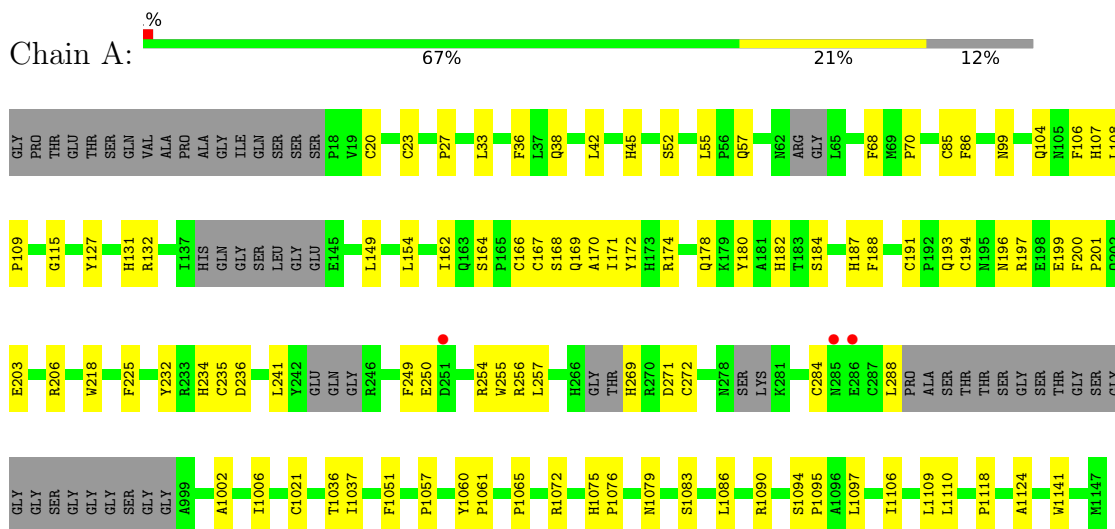 .%
Chain A:
67% 21% 12%
GLY PRO THR GLU THR SER GLN VAL ALA PRO ALA GLY ILE GLN SER SER SER P18 V19 C20 C23 P27 L33 F36 L37 Q38 L42 H45 S52 L55 P56 Q57 N62 ARG GLY L65 F68 M69 P70 C85 F86 N99 Q104 N105 F106 H107 L108
P109 G115 Y127 H131 R132 I137 HIS GLN GLY SER LEU GLY GLU E145 L149 L154 I162 Q163 S164 P165 C166 C167 S168 Q169 A170 I171 Y172 H173 R174 Q178 K179 Y180 A181 H182 T183 S184 H187 F188 C191 P192 Q193 C194 N195 N196 R197 E198 E199 F200 P201 Q202
E203 R206 W218 F225 Y232 R233 H234 C235 D236 L241 Y242 GLU GLN GLY R246 F249 E250 D251 R254 W255 R256 L257 H266 GLY THR H269 R270 D271 C272 N278 SER LYS K281 C284 N285 E286 C287 L288 PRO ALA SER THR THR SER GLY SER THR GLY SER GLY
GLY GLY SER GLY GLY GLY SER GLY GLY A999 A1002 I1006 C1021 T1036 I1037 F1051 P1057 Y1060 P1061 P1065 R1072 H1075 P1076 N1079 S1083 L1086 R1090 S1094 P1095 A1096 L1097 I1106 L1109 L1110 P1118 A1124 W1141 M1147